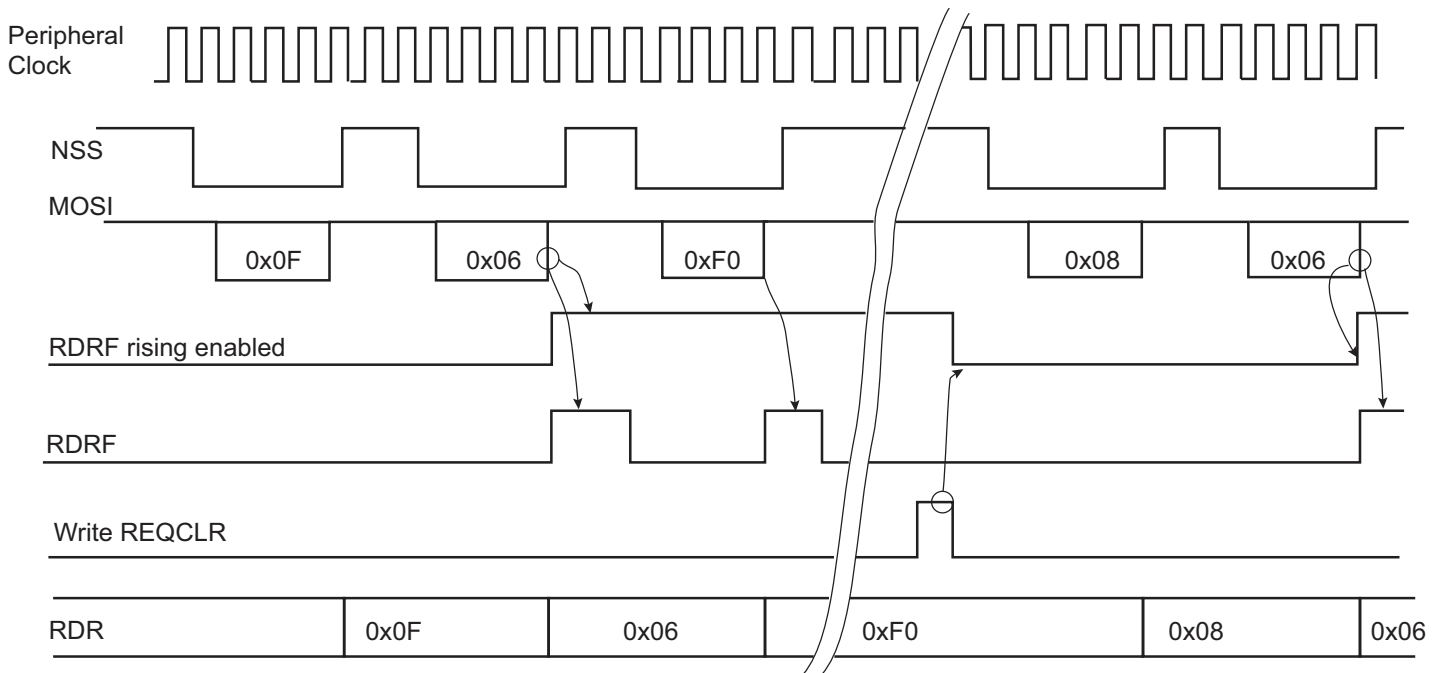 Peripheral
Clock
NSS
MOSI
0x0F 0x06 0xF0 0x08 0x06
RDRF rising enabled
RDRF
Write REQCLR
RDR 0x0F 0x06 0xF0 0x08 0x06